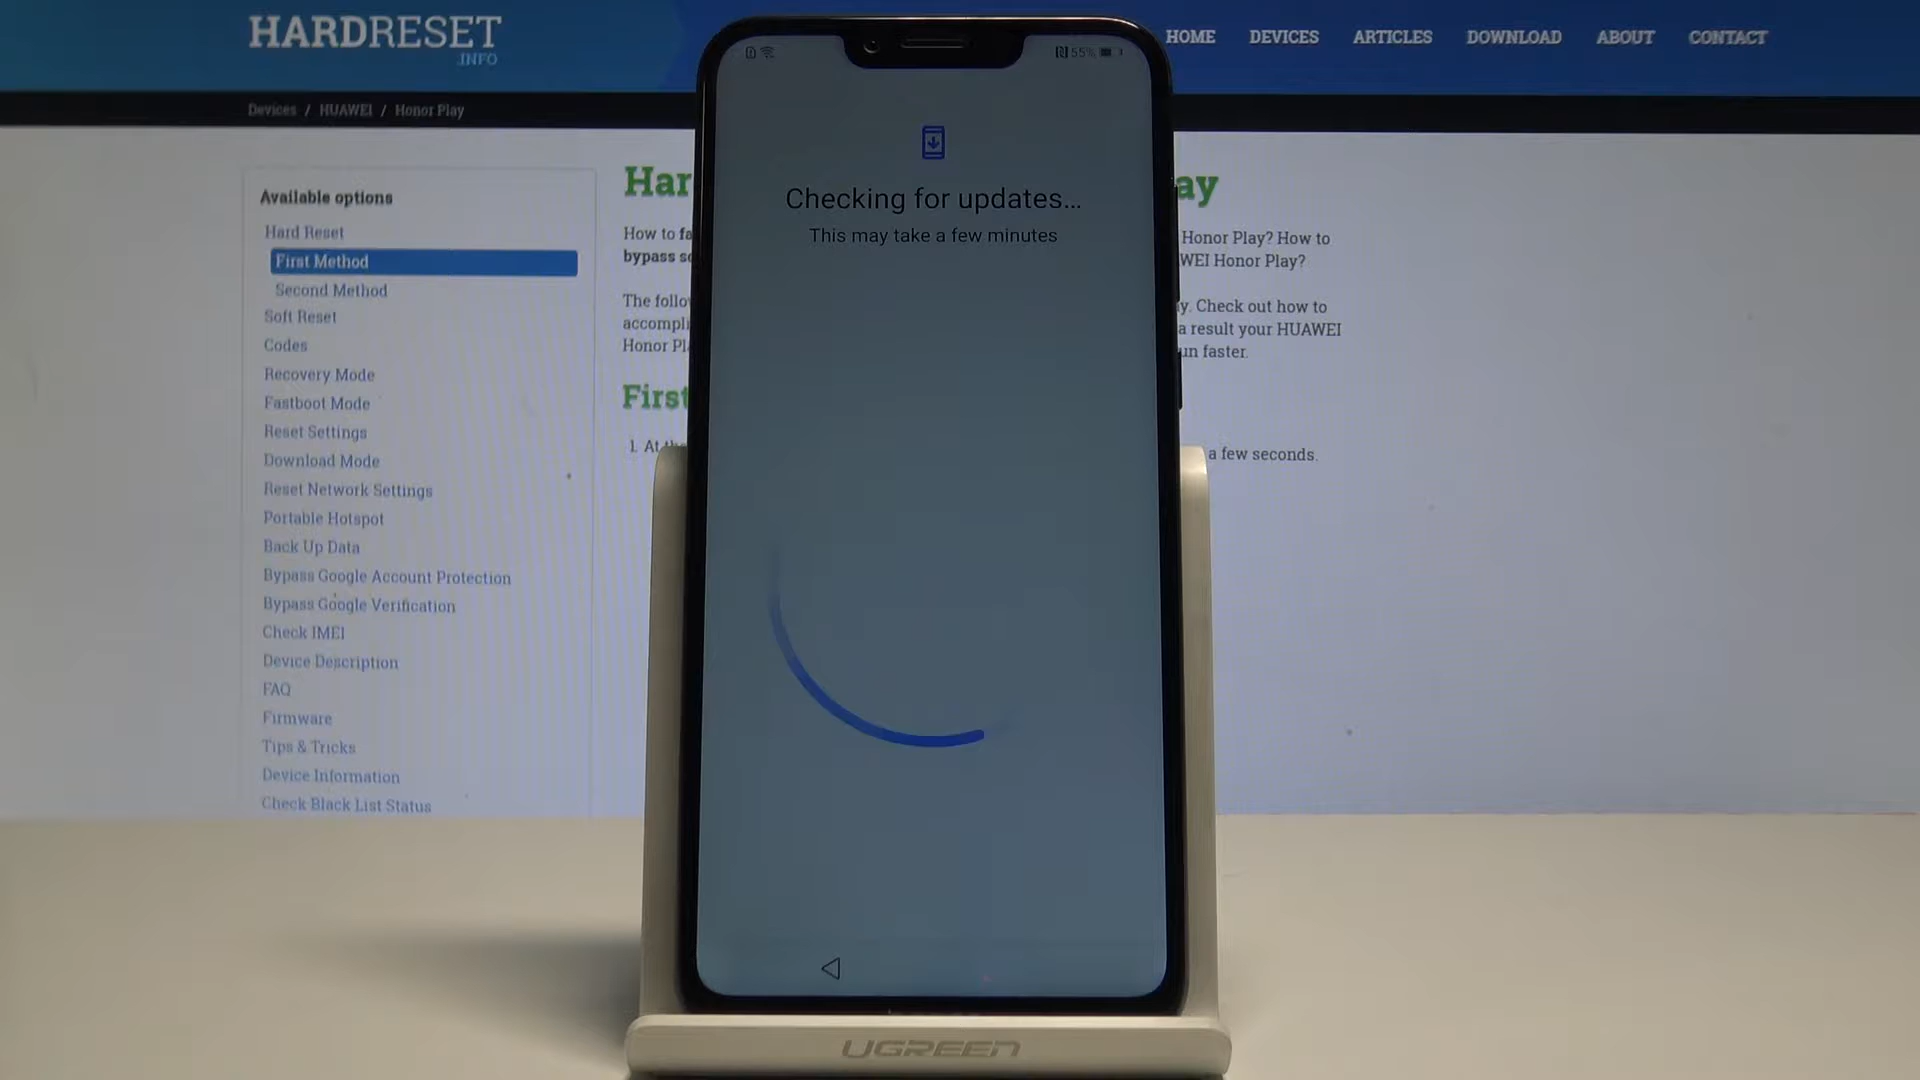 HARDRESET
.INFO
HOME DEVICES ARTICLES DOWNLOAD ABOUT CONTACT
Devices / HUAWEI / Honor Play
Available options
Hard Reset
First Method
Second Method
Soft Reset
Codes
Recovery Mode
Fastboot Mode
Reset Settings
Download Mode
Reset Network Settings
Portable Hotspot
Back Up Data
Bypass Google Account Protection
Bypass Google Verification
Check IMEI
Device Description
FAQ
Firmware
Tips & Tricks
Device Information
Check Black List Status
Har
ay
How to fa
Honor Play? How to
bypass sc
WEI Honor Play?
The follo
y. Check out how to
accompli
a result your HUAWEI
Honor Pl
un faster.
First
1. At the
a few seconds.
55%
Checking for updates...
This may take a few minutes
UGREEN